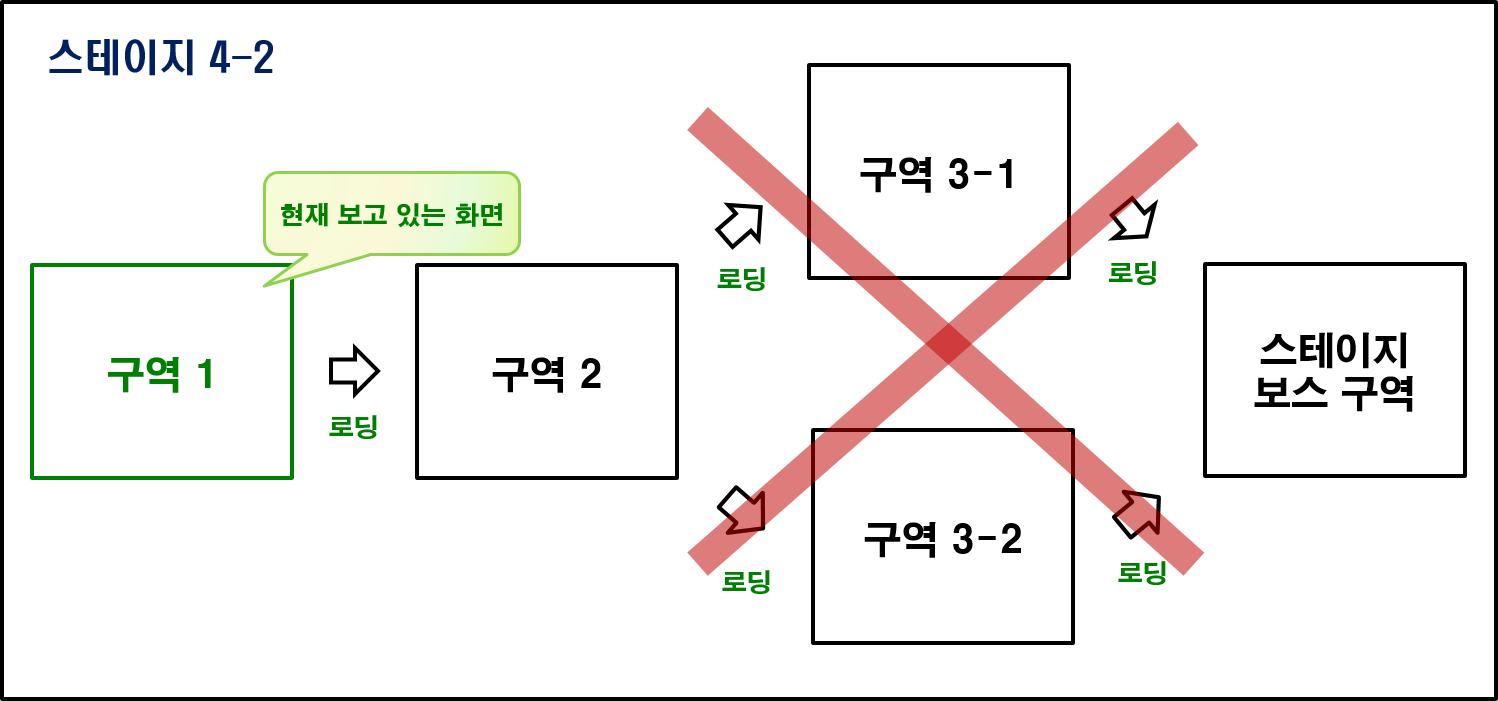 스테이지 4-2
현재 보고 있는 화면
구역 1
로딩
구역 2
로딩
로딩
구역 3-1
구역 3-2
로딩
로딩
스테이지
보스 구역